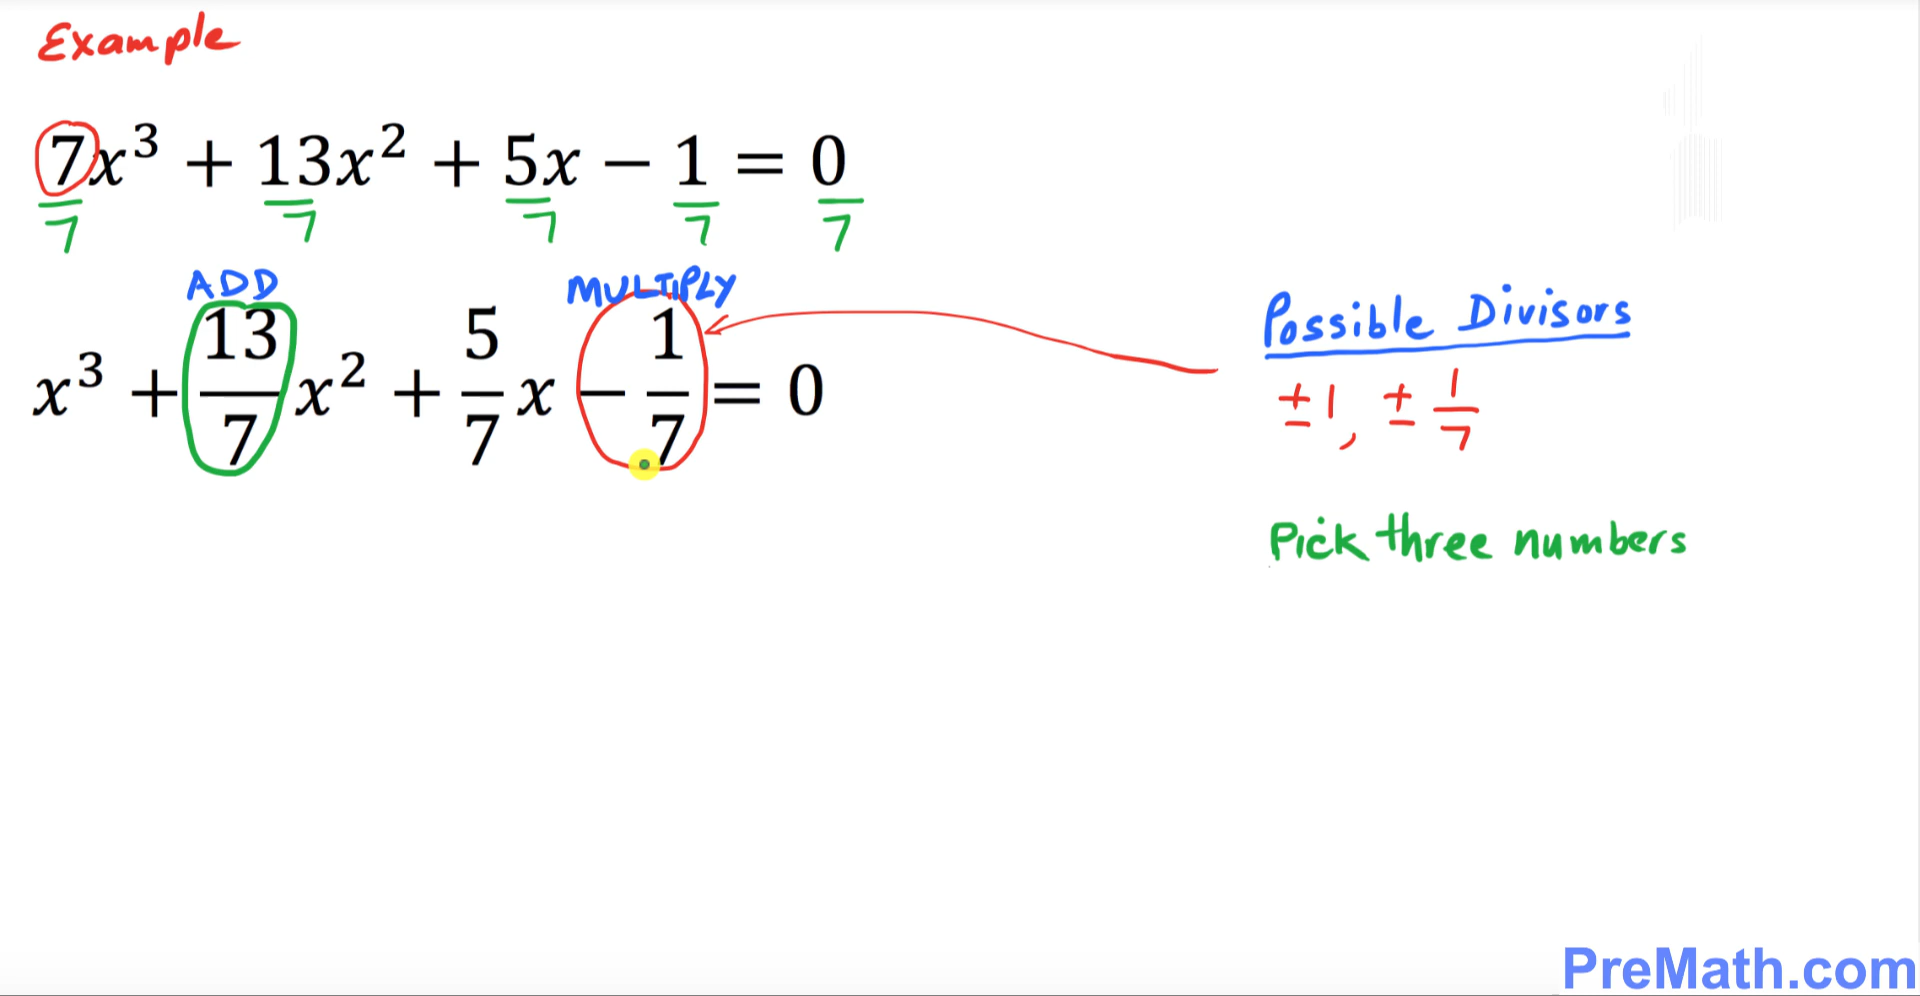 Example
7x³ + 13x² + 5x − 1 = 0
7 7 7 7 7
ADD MULTIPLY
x³ + 13/7 x² + 5/7 x − 1/7 = 0
Possible Divisors
±1, ± 1/7
Pick three numbers
PreMath.com